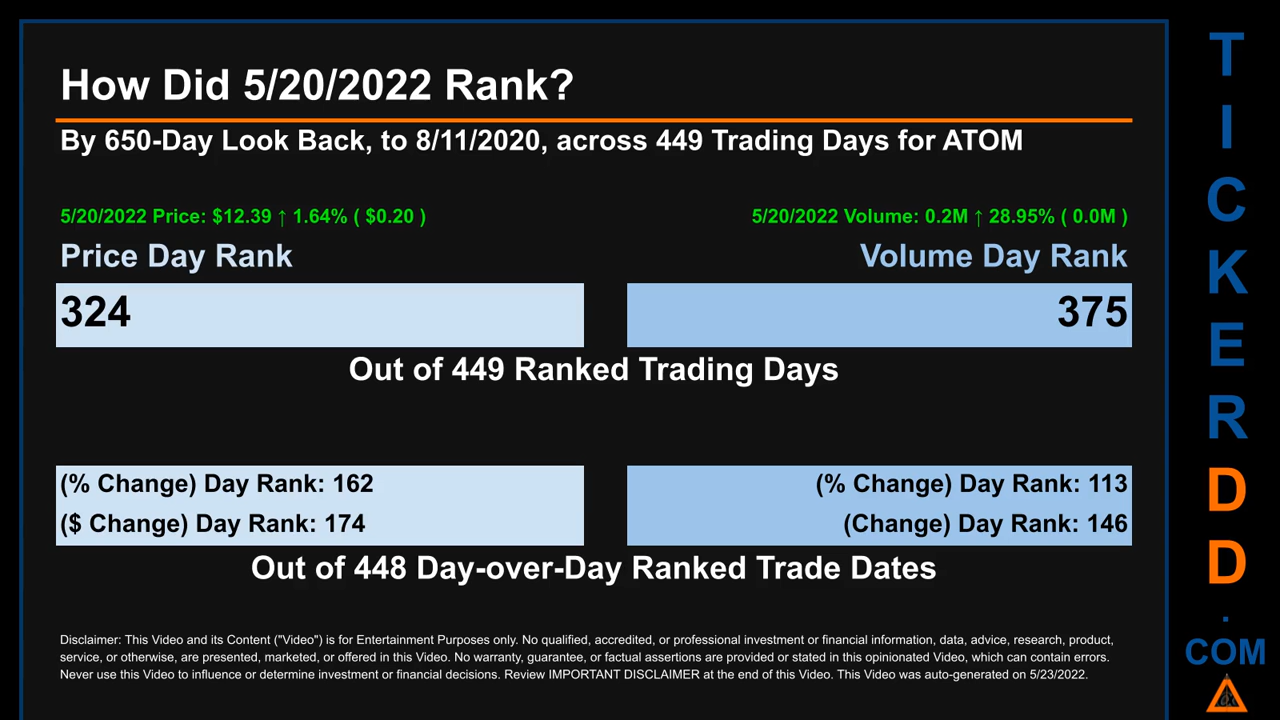 How Did 5/20/2022 Rank?
By 650-Day Look Back, to 8/11/2020, across 449 Trading Days for ATOM
5/20/2022 Price: $12.39 ↑ 1.64% ( $0.20 )
5/20/2022 Volume: 0.2M ↑ 28.95% ( 0.0M )
Price Day Rank
Volume Day Rank
324
375
Out of 449 Ranked Trading Days
(% Change) Day Rank: 162
(% Change) Day Rank: 113
($ Change) Day Rank: 174
(Change) Day Rank: 146
Out of 448 Day-over-Day Ranked Trade Dates
Disclaimer: This Video and its Content ("Video") is for Entertainment Purposes only. No qualified, accredited, or professional investment or financial information, data, advice, research, product,
service, or otherwise, are presented, marketed, or offered in this Video. No warranty, guarantee, or factual assertions are provided or stated in this opinionated Video, which can contain errors.
Never use this Video to influence or determine investment or financial decisions. Review IMPORTANT DISCLAIMER at the end of this Video. This Video was auto-generated on 5/23/2022.
T
I
C
K
E
R
D
D
.
COM